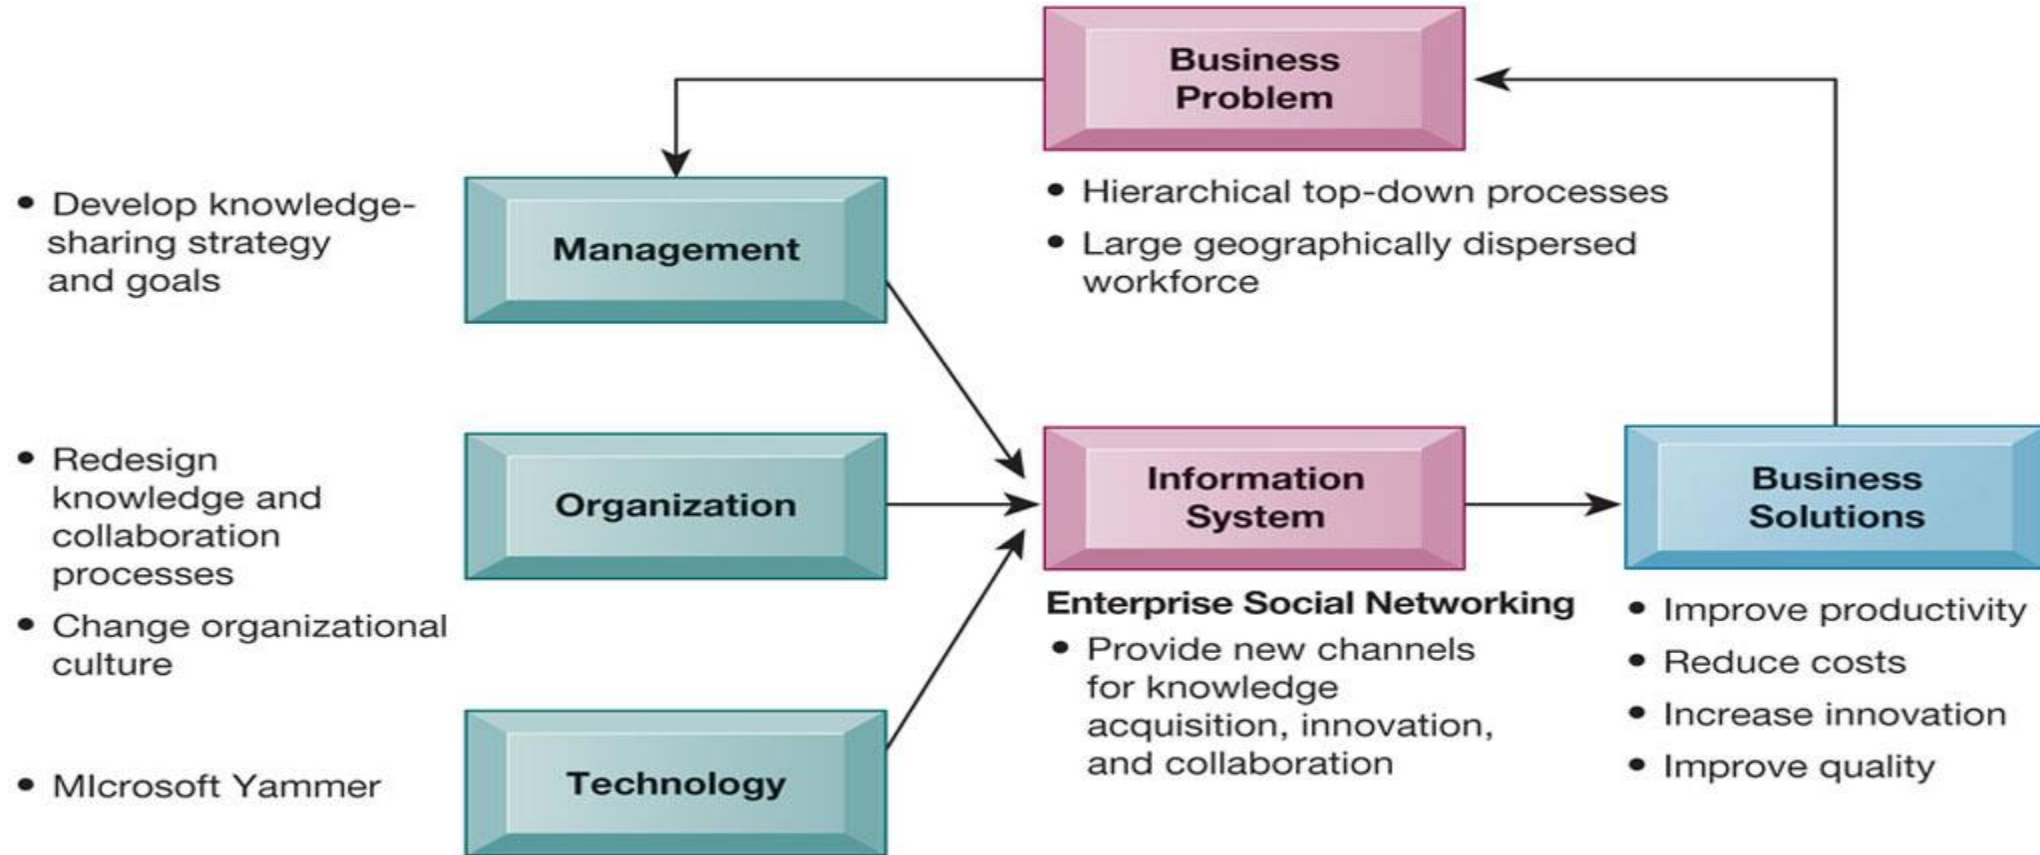 Business
Problem
• Hierarchical top-down processes
• Large geographically dispersed
workforce
• Develop knowledge-
sharing strategy
and goals
Management
• Redesign
knowledge and
collaboration
processes
• Change organizational
culture
Organization
• MIcrosoft Yammer
Technology
Information
System
Enterprise Social Networking
• Provide new channels
for knowledge
acquisition, innovation,
and collaboration
Business
Solutions
• Improve productivity
• Reduce costs
• Increase innovation
• Improve quality